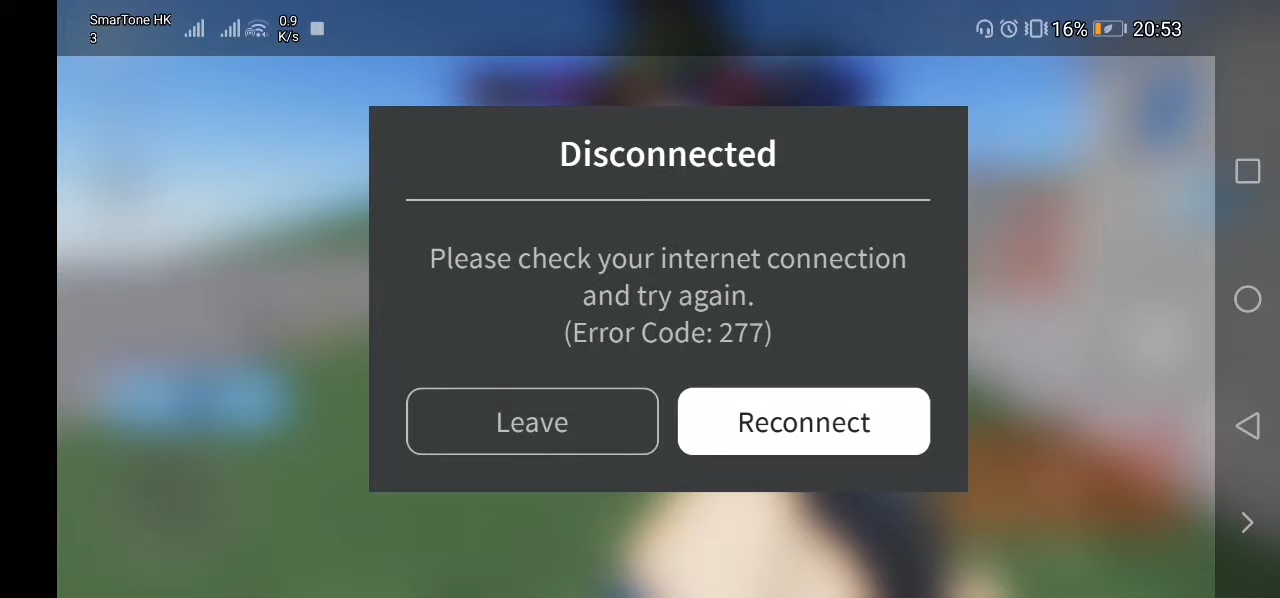 SmarTone HK
3
0.9
K/s
16%
20:53
Disconnected
Please check your internet connection
and try again.
(Error Code: 277)
Leave
Reconnect